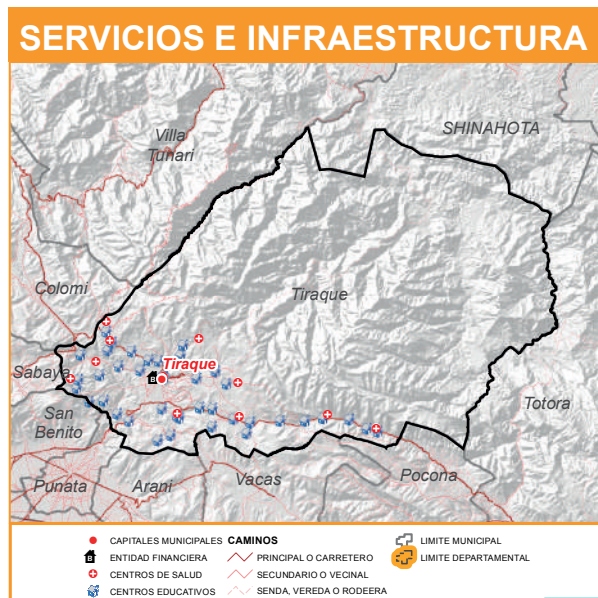 SERVICIOS E INFRAESTRUCTURA
SHINAHOTA
Villa
Tunari
Colomi
Tiraque
Tiraque
Sabaya
San
Benito
Totora
Punata
Arani
Vacas
Pocona
CAPITALES MUNICIPALES
B ENTIDAD FINANCIERA
CENTROS DE SALUD
CENTROS EDUCATIVOS
CAMINOS
PRINCIPAL O CARRETERO
SECUNDARIO O VECINAL
SENDA, VEREDA O RODEERA
LIMITE MUNICIPAL
LIMITE DEPARTAMENTAL